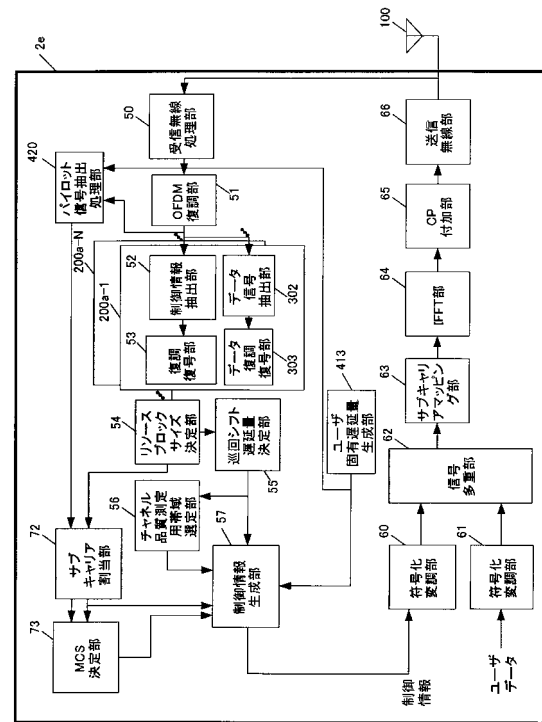 2e
100
50
受信無線
処理部
420
パイロット
信号抽出
処理部
OFDM
復調部
51
200a-N
200a-1
52
制御情報
抽出部
データ
信号
抽出部
302
53
復調
復号部
データ
復調
復号部
303
54
リソース
ブロック
サイズ
決定部
巡回シフト
遅延量
決定部
55
413
ユーザ
固有遅延量
生成部
56
チャネル
品質測定
用帯域
選定部
57
制御情報
生成部
72
サブ
キャリア
割当部
73
MCS
決定部
66
送信
無線部
65
CP
付加部
64
IFFT部
63
サブキャリ
アマッピン
グ部
62
信号
多重部
60
符号化
変調部
61
符号化
変調部
制御
情報
ユーザ
データ